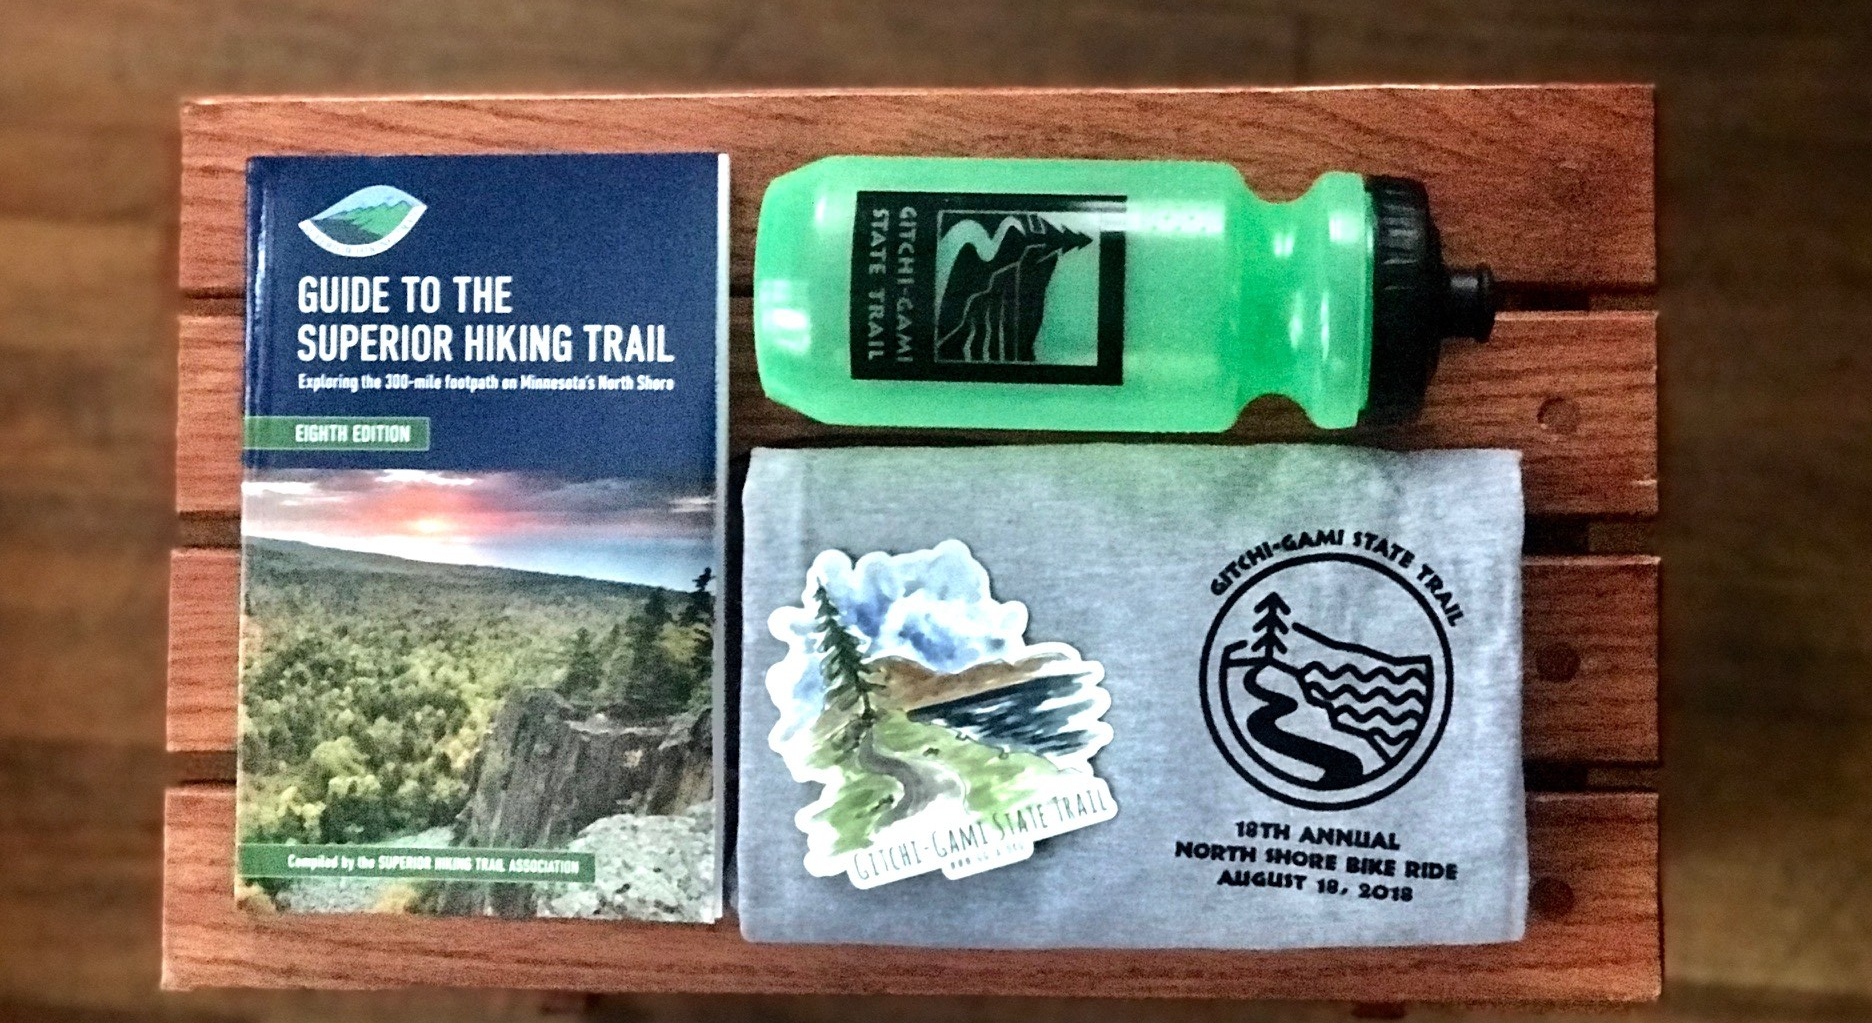 GUIDE TO THE
SUPERIOR HIKING TRAIL
Exploring the 300-mile footpath on Minnesota's North Shore
EIGHTH EDITION
Compiled by the SUPERIOR HIKING TRAIL ASSOCIATION
GITCHI-GAMI
STATE TRAIL
GITCHI-GAMI STATE TRAIL
GITCHI-GAMI STATE TRAIL
18TH ANNUAL
NORTH SHORE BIKE RIDE
AUGUST 18, 2018